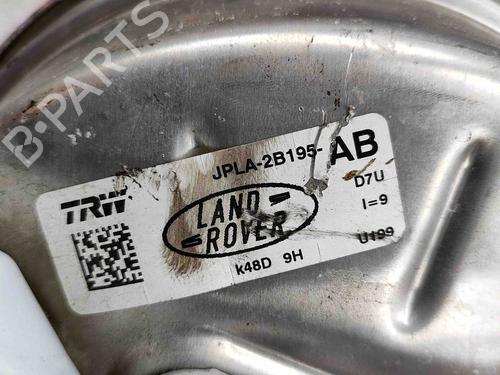 B-PARTS
JPLA-2B195-AB
TRW
LAND
ROVER
D7U
I=9
U199
k48D 9H